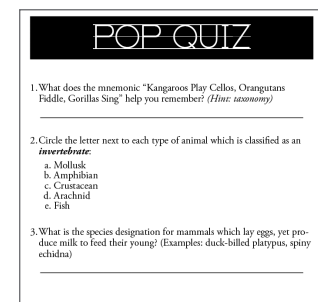 POP QUIZ
1. What does the mnemonic “Kangaroos Play Cellos, Orangutans
Fiddle, Gorillas Sing” help you remember? (Hint: taxonomy)
2. Circle the letter next to each type of animal which is classified as an
invertebrate:
a. Mollusk
b. Amphibian
c. Crustacean
d. Arachnid
e. Fish
3. What is the species designation for mammals which lay eggs, yet pro-
duce milk to feed their young? (Examples: duck-billed platypus, spiny
echidna)